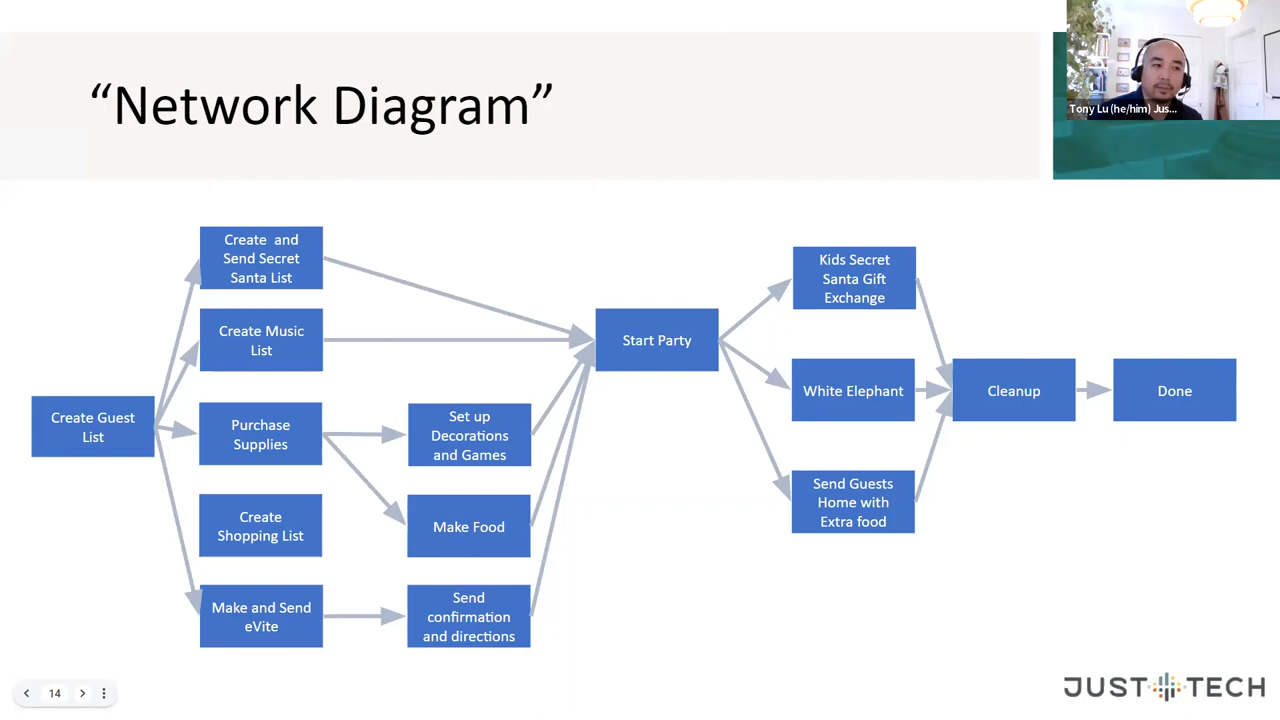 “Network Diagram”
Tony Lu (he/him) Jus...
Create and
Send Secret
Santa List
Create Music
List
Create Guest
List
Purchase
Supplies
Create
Shopping List
Make and Send
eVite
Set up
Decorations
and Games
Make Food
Send
confirmation
and directions
Start Party
Kids Secret
Santa Gift
Exchange
White Elephant
Send Guests
Home with
Extra food
Cleanup
Done
14
JUST TECH